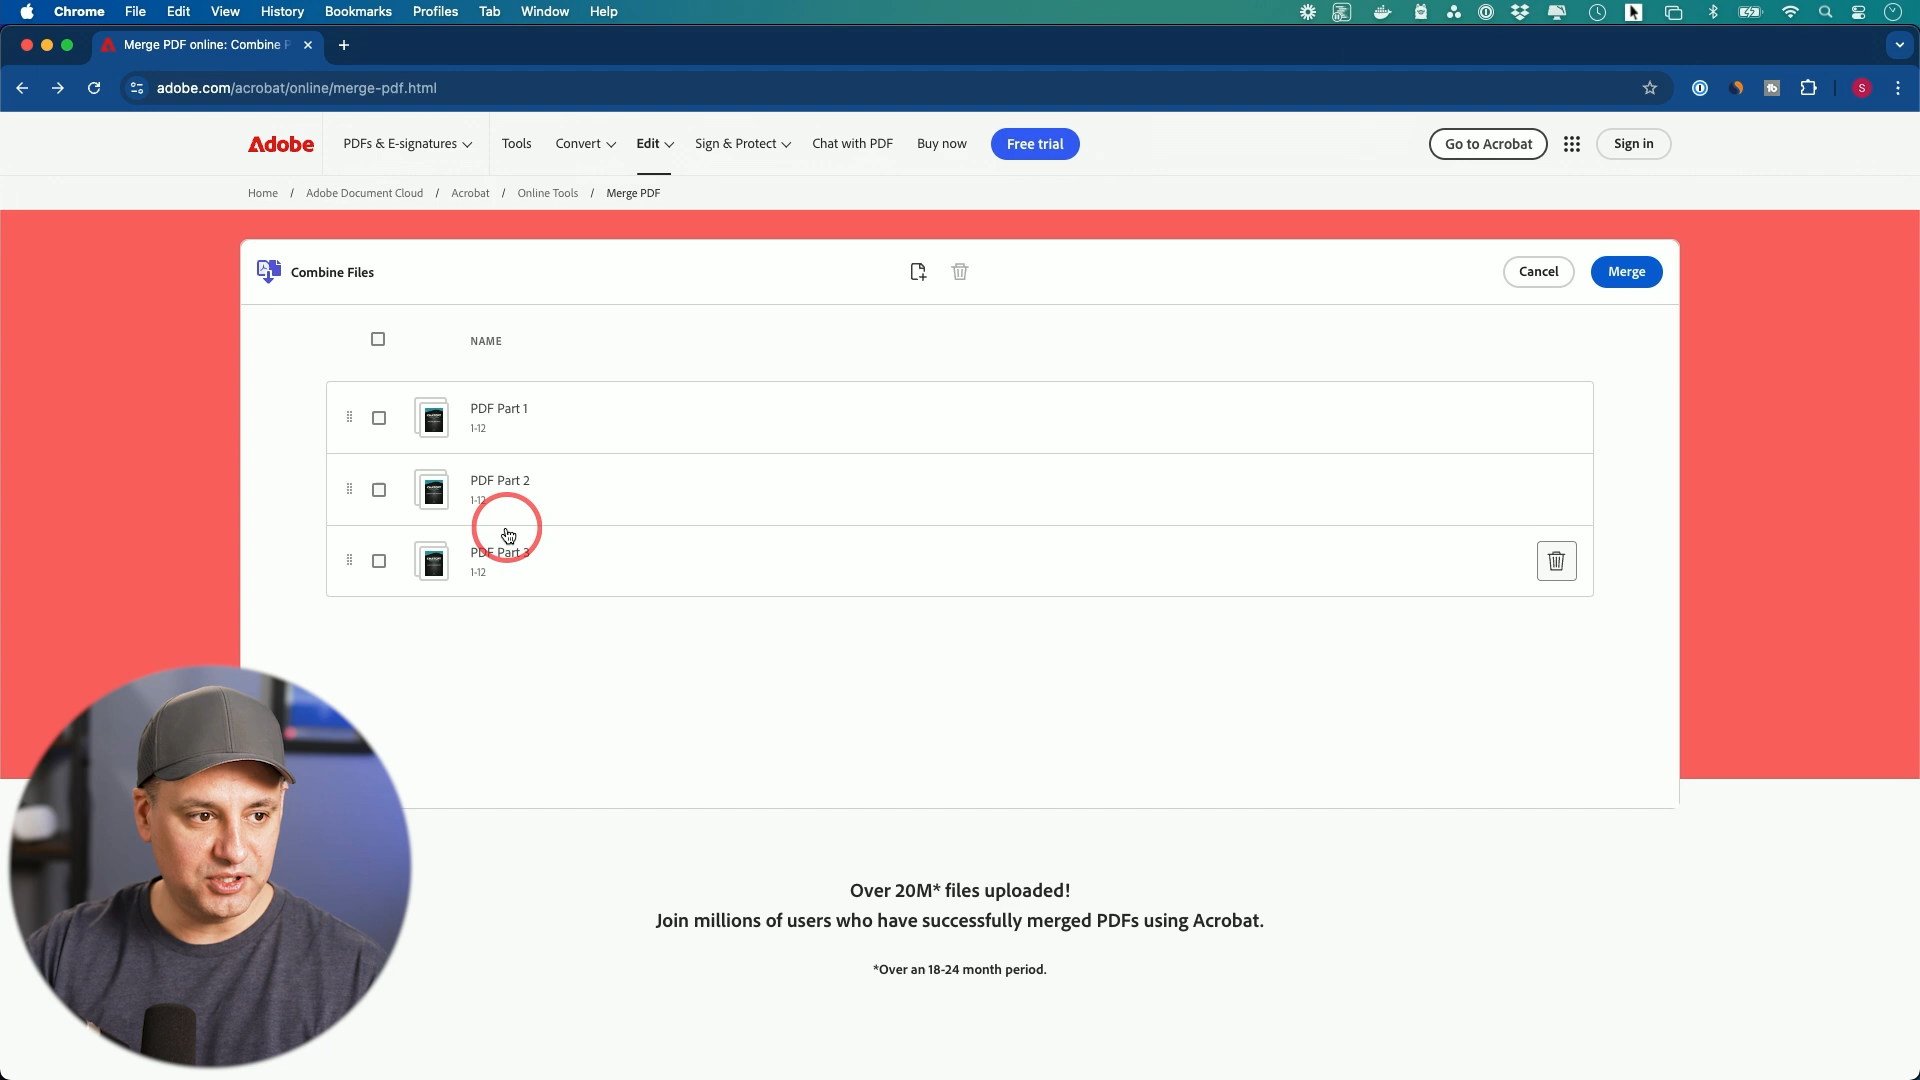 Chrome File Edit View History Bookmarks Profiles Tab Window Help
Merge PDF online: Combine P
adobe.com/acrobat/online/merge-pdf.html
S
Adobe PDFs & E-signatures Tools Convert Edit Sign & Protect Chat with PDF Buy now Free trial Go to Acrobat Sign in
Home / Adobe Document Cloud / Acrobat / Online Tools / Merge PDF
Combine Files Cancel Merge
NAME
PDF Part 1
1-12
PDF Part 2
1-12
PDF Part 3
1-12
Over 20M* files uploaded!
Join millions of users who have successfully merged PDFs using Acrobat.
*Over an 18-24 month period.